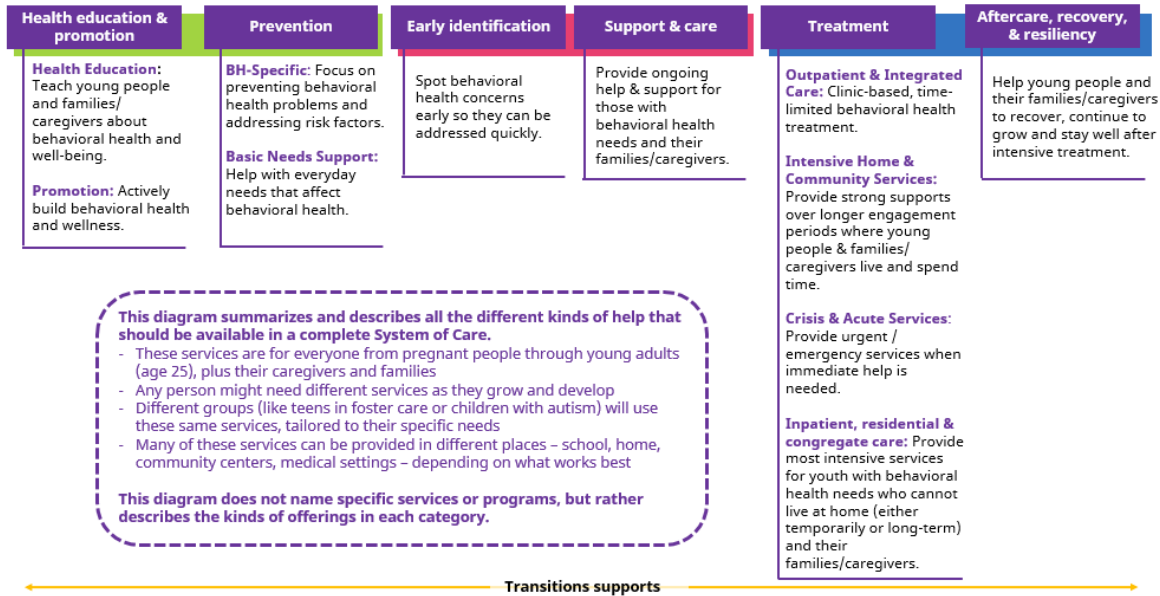 Health education &
promotion
Prevention
Early identification
Support & care
Treatment
Aftercare, recovery,
& resiliency
Health Education:
Teach young people
and families/
caregivers about
behavioral health and
well-being.
Promotion: Actively
build behavioral health
and wellness.
BH-Specific: Focus on
preventing behavioral
health problems and
addressing risk factors.
Basic Needs Support:
Help with everyday
needs that affect
behavioral health.
Spot behavioral
health concerns
early so they can be
addressed quickly.
Provide ongoing
help & support for
those with
behavioral health
needs and their
families/caregivers.
Outpatient & Integrated
Care: Clinic-based, time-
limited behavioral health
treatment.
Intensive Home &
Community Services:
Provide strong supports
over longer engagement
periods where young
people & families/
caregivers live and spend
time.
Crisis & Acute Services:
Provide urgent /
emergency services when
immediate help is
needed.
Inpatient, residential &
congregate care: Provide
most intensive services
for youth with behavioral
health needs who cannot
live at home (either
temporarily or long-term)
and their
families/caregivers.
Help young people and
their families/caregivers
to recover, continue to
grow and stay well after
intensive treatment.
This diagram summarizes and describes all the different kinds of help that
should be available in a complete System of Care.
- These services are for everyone from pregnant people through young adults
(age 25), plus their caregivers and families
- Any person might need different services as they grow and develop
- Different groups (like teens in foster care or children with autism) will use
these same services, tailored to their specific needs
- Many of these services can be provided in different places – school, home,
community centers, medical settings – depending on what works best
This diagram does not name specific services or programs, but rather
describes the kinds of offerings in each category.
Transitions supports